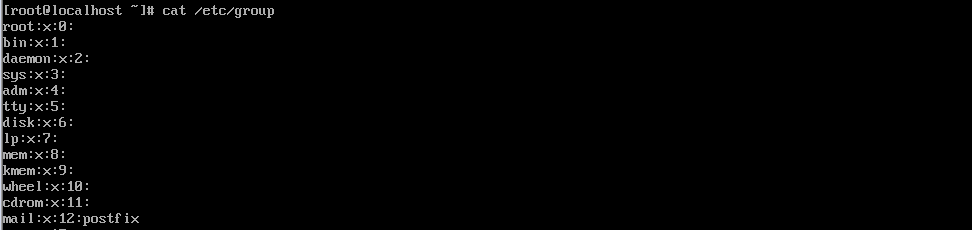 [root@localhost ~]# cat /etc/group
root:x:0:
bin:x:1:
daemon:x:2:
sys:x:3:
adm:x:4:
tty:x:5:
disk:x:6:
lp:x:7:
mem:x:8:
kmem:x:9:
wheel:x:10:
cdrom:x:11:
mail:x:12:postfix